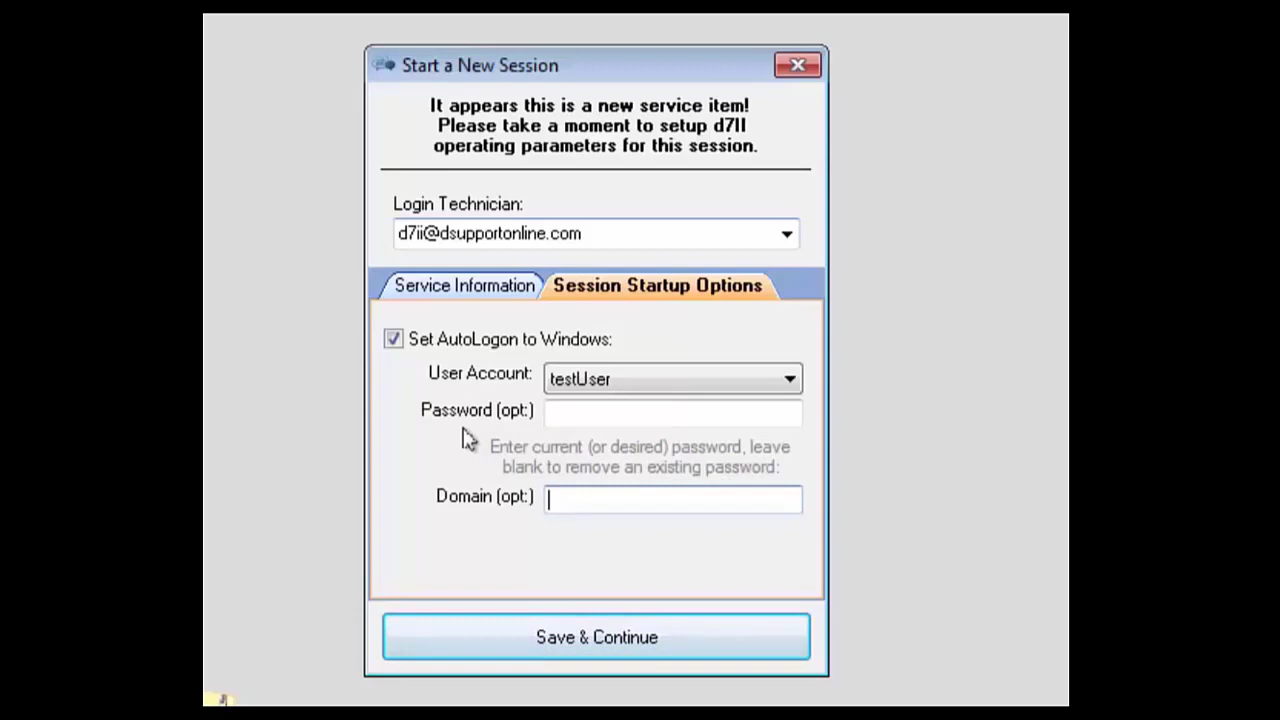 Start a New Session
It appears this is a new service item!
Please take a moment to setup d7II
operating parameters for this session.
Login Technician:
d7ii@dsupportonline.com
Service Information
Session Startup Options
Set AutoLogon to Windows:
User Account:
testUser
Password (opt:)
Enter current (or desired) password, leave
blank to remove an existing password:
Domain (opt:)
Save & Continue